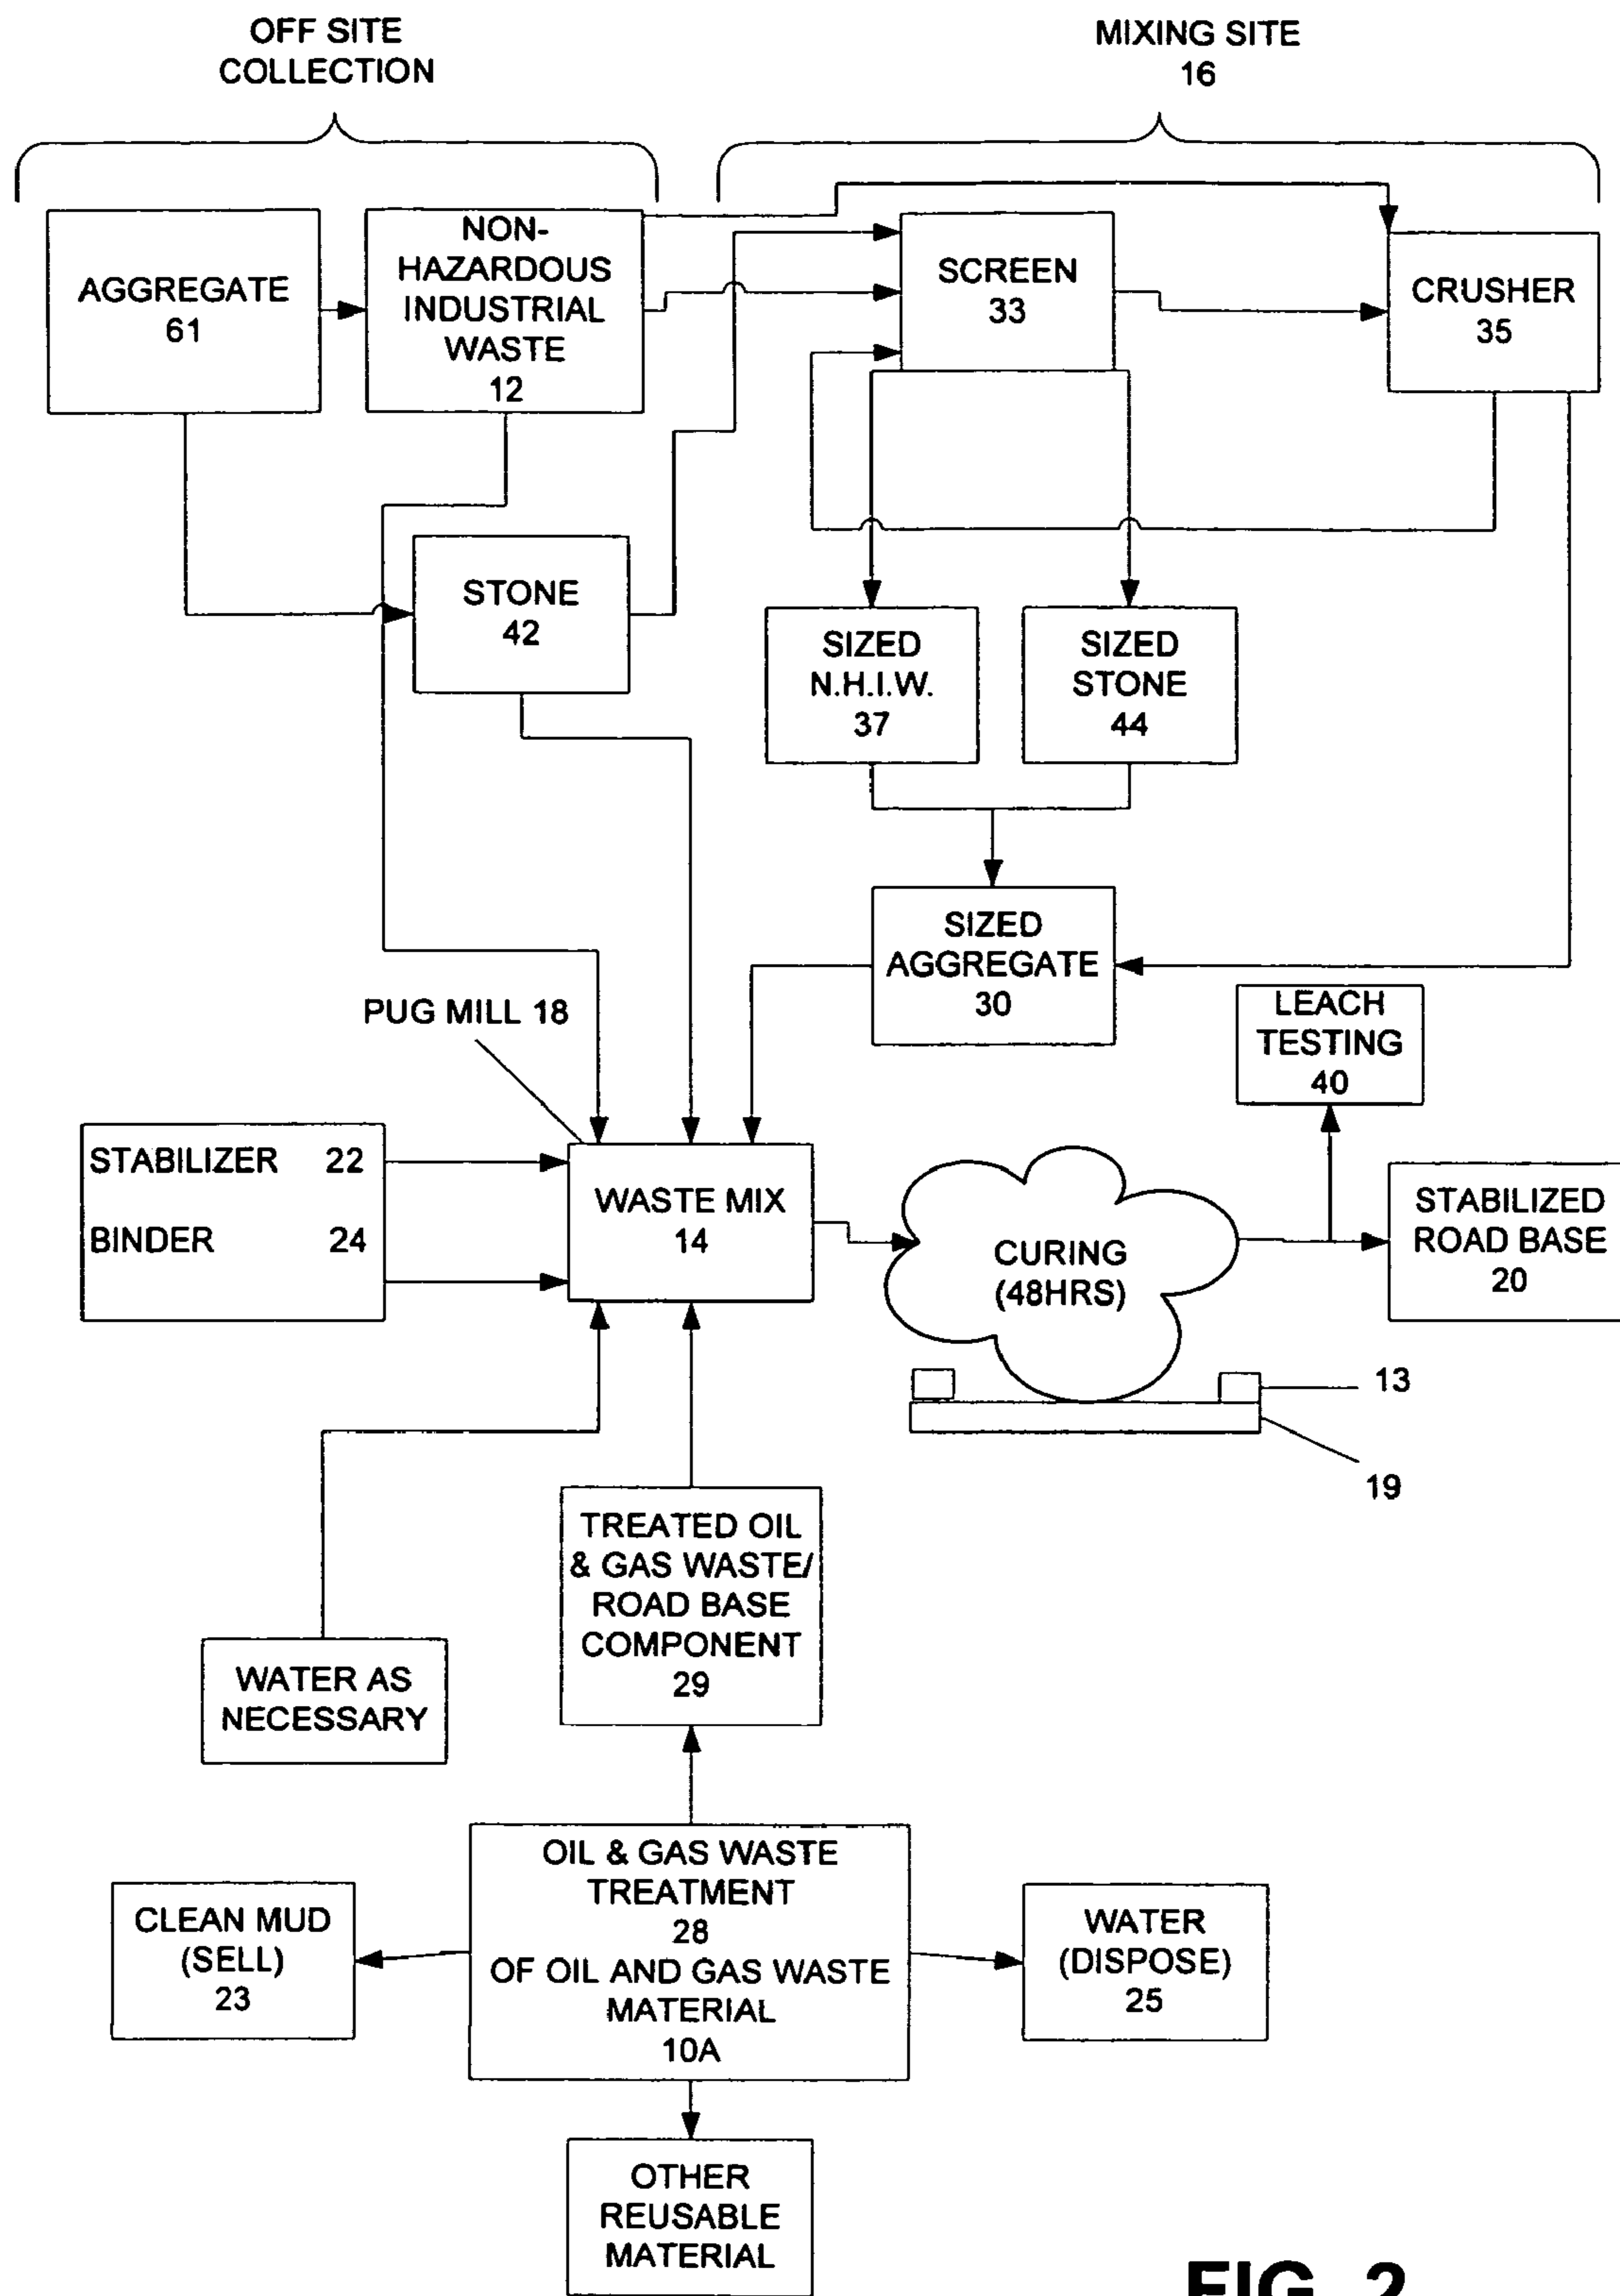 OFF SITE
COLLECTION
MIXING SITE
16
AGGREGATE
61
NON-
HAZARDOUS
INDUSTRIAL
WASTE
12
SCREEN
33
CRUSHER
35
STONE
42
SIZED
N.H.I.W.
37
SIZED
STONE
44
SIZED
AGGREGATE
30
PUG MILL 18
LEACH
TESTING
40
STABILIZER 22
BINDER 24
WASTE MIX
14
CURING
(48HRS)
STABILIZED
ROAD BASE
20
13
19
TREATED OIL
& GAS WASTE/
ROAD BASE
COMPONENT
29
WATER AS
NECESSARY
OIL & GAS WASTE
TREATMENT
28
OF OIL AND GAS WASTE
MATERIAL
10A
CLEAN MUD
(SELL)
23
WATER
(DISPOSE)
25
OTHER
REUSABLE
MATERIAL
FIG. 2